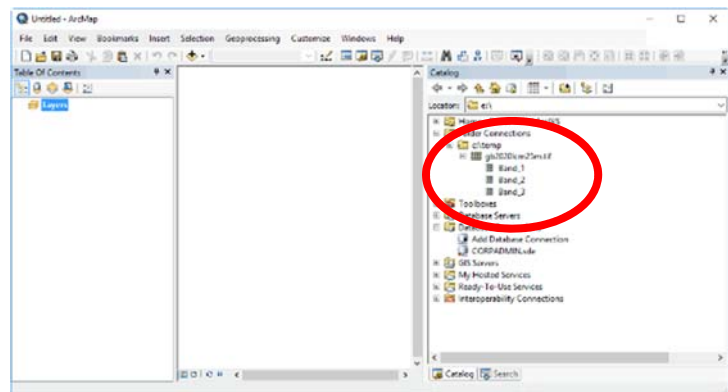 Untitled - ArcMap
File Edit View Bookmarks Insert Selection Geoprocessing Customize Windows Help
Table Of Contents
Layers
Catalog
Location: c:\
Folder Connections
c:\temp
Band_1
Band_2
Band_3
Toolboxes
Database Servers
Add Database Connection
CORPADMIN.sde
GIS Servers
My Hosted Services
Ready-To-Use Services
Interoperability Connections
Catalog Search